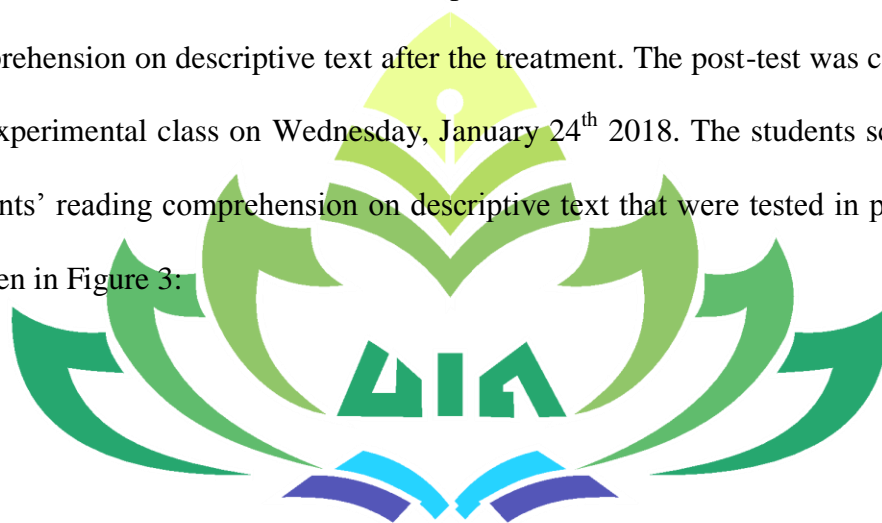 prehension on descriptive text after the treatment. The post-test was c
xperimental class on Wednesday, January 24th 2018. The students s
nts’ reading comprehension on descriptive text that were tested in p
en in Figure 3: